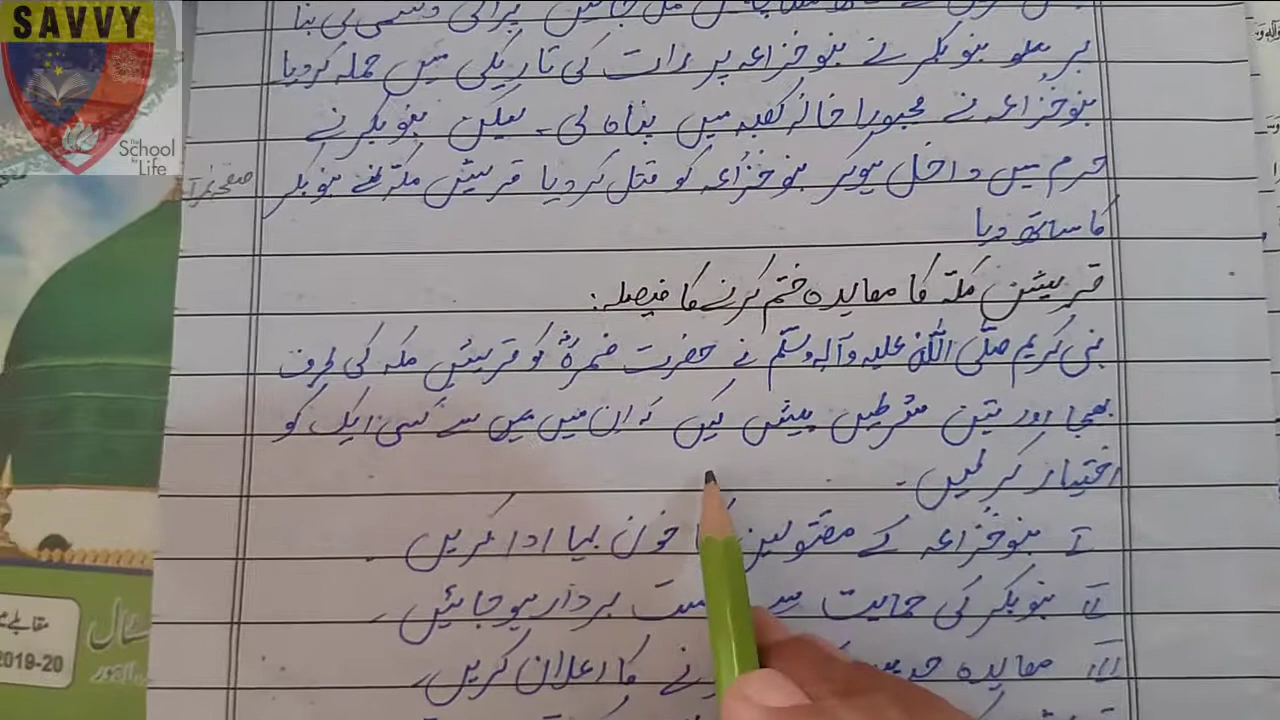 SAVVY
The School for Life
بر بنو بکر نے بنو خزاعہ پر رات کی تاریکی میں حملہ کر دیا
بنو خزاعہ نے مجبورا خانہ کعبہ میں پناہ لی۔ لیکن بنو بکر نے
حرم میں داخل ہو کر بنو خزاعہ کو قتل کر دیا قریش مکہ نے بنو بکر
صفحہ نمبر
کا ساتھ دیا
قریش مکہ کا معاہدہ ختم کرنے کا فیصلہ:
نبی کریم صلی اللہ علیہ وآلہ وسلم نے حضرت ضمرہؓ کو قریش مکہ کی طرف
بھیجا اور تین شرطیں پیش کیں کہ ان میں سے کسی ایک کو
اختیار کر لیں۔
I بنو خزاعہ کے مقتولین کا خون بہا ادا کریں۔
II بنو بکر کی حمایت سے دست بردار ہو جائیں۔
III معاہدہ نے کا اعلان کریں۔
2019-20
لاہور